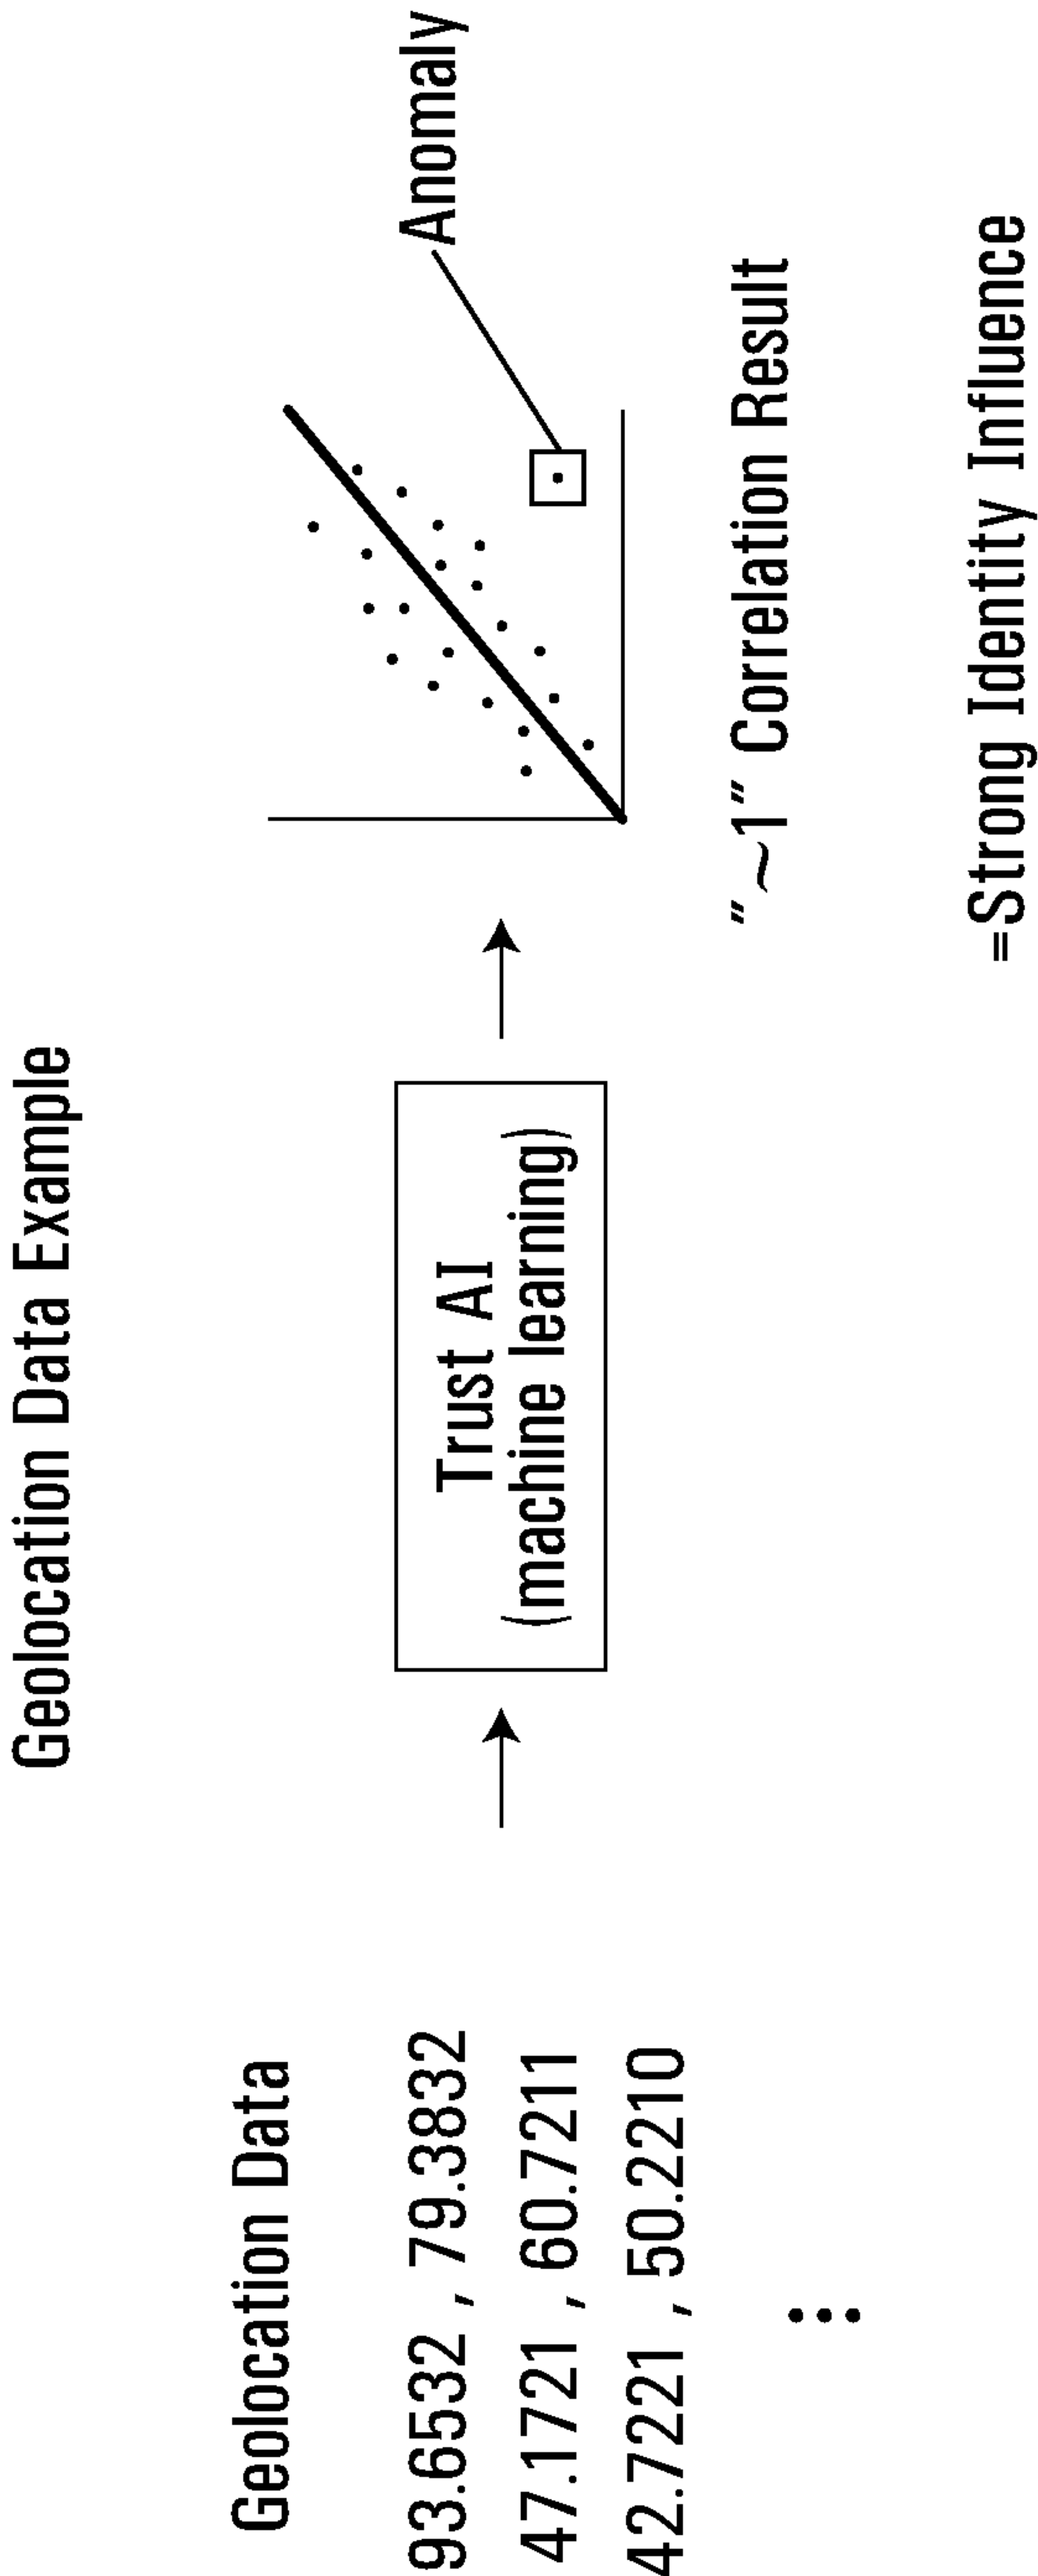 Geolocation Data Example
Geolocation Data
93.6532 , 79.3832
47.1721 , 60.7211
42.7221 , 50.2210
⋮
Trust AI
(machine learning)
Anomaly
"~1" Correlation Result
=Strong Identity Influence